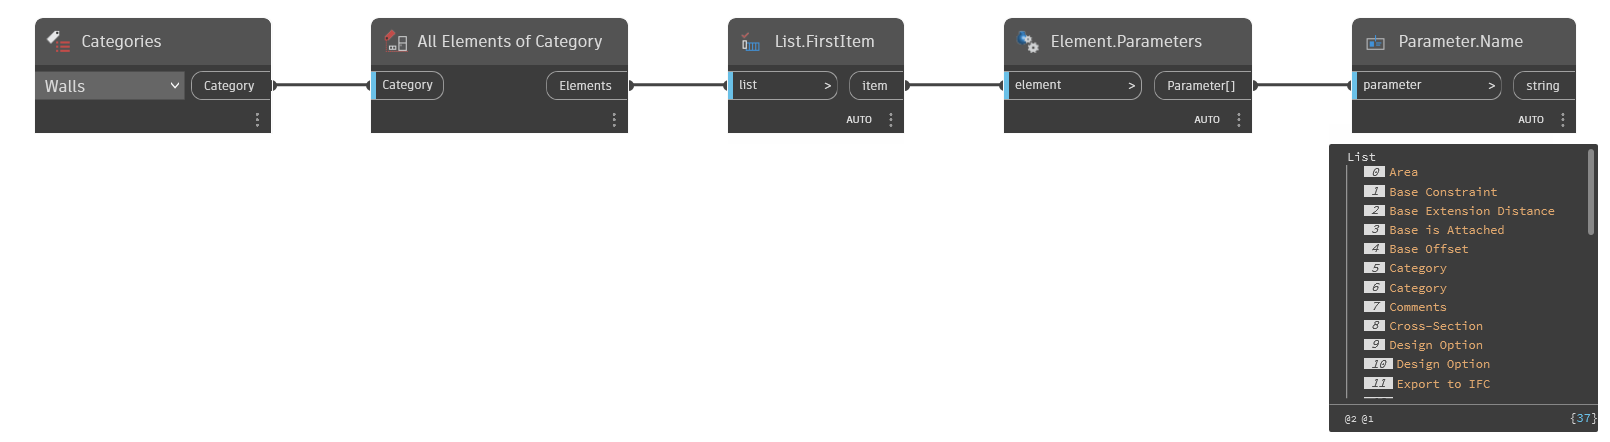 Categories
Walls
Category
All Elements of Category
Category
Elements
List.FirstItem
list >
item
AUTO
Element.Parameters
element >
Parameter[]
AUTO
Parameter.Name
parameter >
string
AUTO
List
0 Area
1 Base Constraint
2 Base Extension Distance
3 Base is Attached
4 Base Offset
5 Category
6 Category
7 Comments
8 Cross-Section
9 Design Option
10 Design Option
11 Export to IFC
@2 @1
{37}